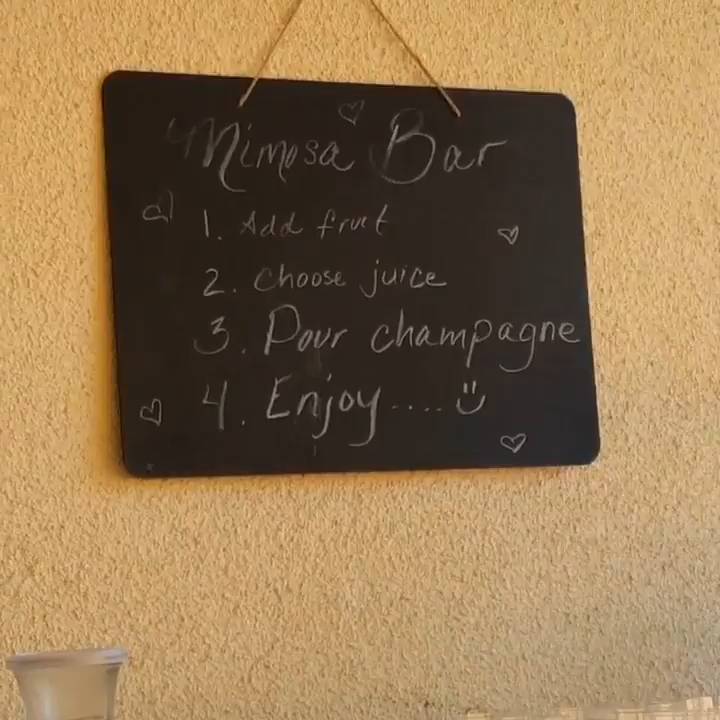 Mimosa Bar
1. Add fruit
2. Choose juice
3. Pour champagne
4. Enjoy....